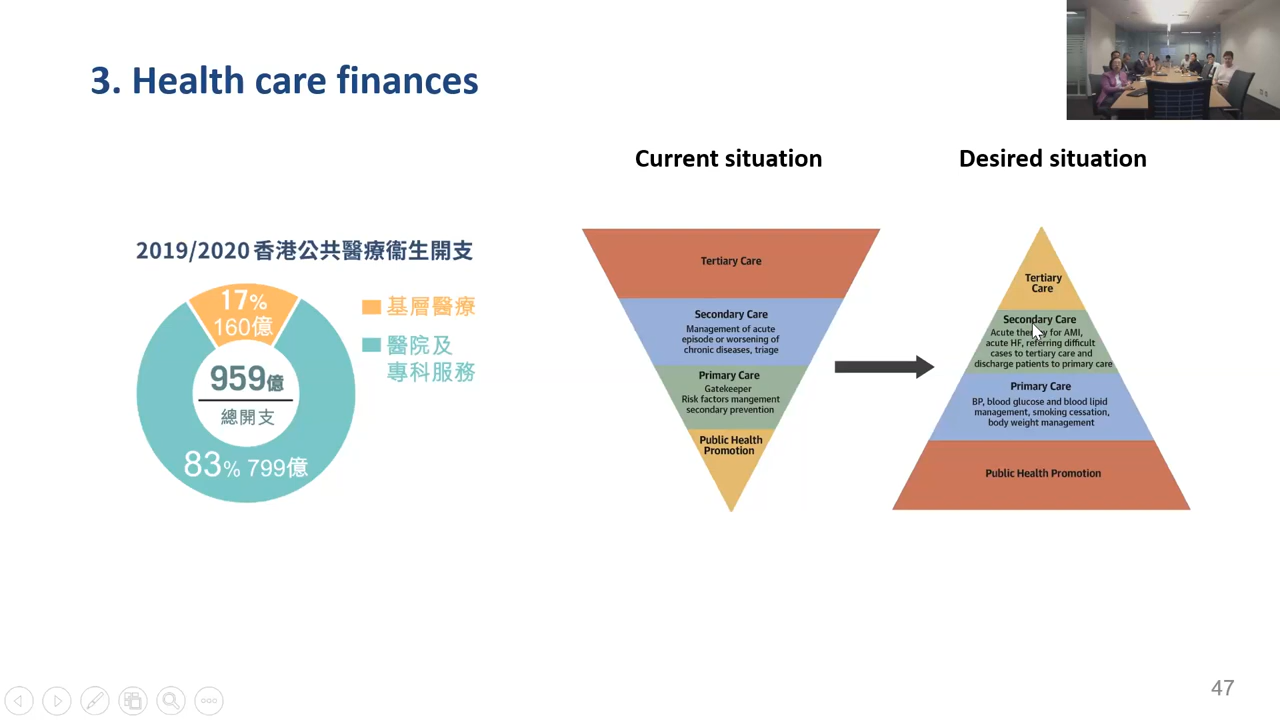 3. Health care finances
Current situation
Desired situation
2019/2020 香港公共醫療衞生開支
17%
160億
基層醫療
醫院及
專科服務
959億
總開支
83% 799億
Tertiary Care
Secondary Care
Management of acute
episode or worsening of
chronic diseases, triage
Primary Care
Gatekeeper
Risk factors mangement
secondary prevention
Public Health
Promotion
Tertiary
Care
Secondary Care
Acute therapy for AMI,
acute HF, referring difficult
cases to tertiary care and
discharge patients to primary care
Primary Care
BP, blood glucose and blood lipid
management, smoking cessation,
body weight management
Public Health Promotion
47